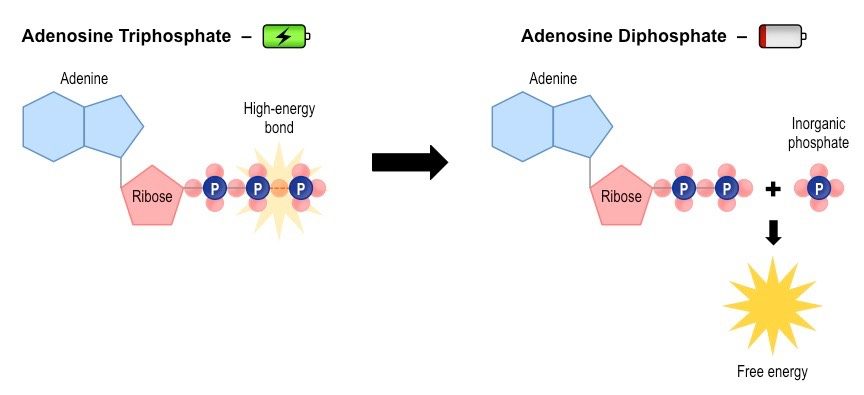 Adenosine Triphosphate –
Adenine
High-energy
bond
Ribose
P
P
P
Adenosine Diphosphate –
Adenine
Inorganic
phosphate
Ribose
P
P
+
P
Free energy